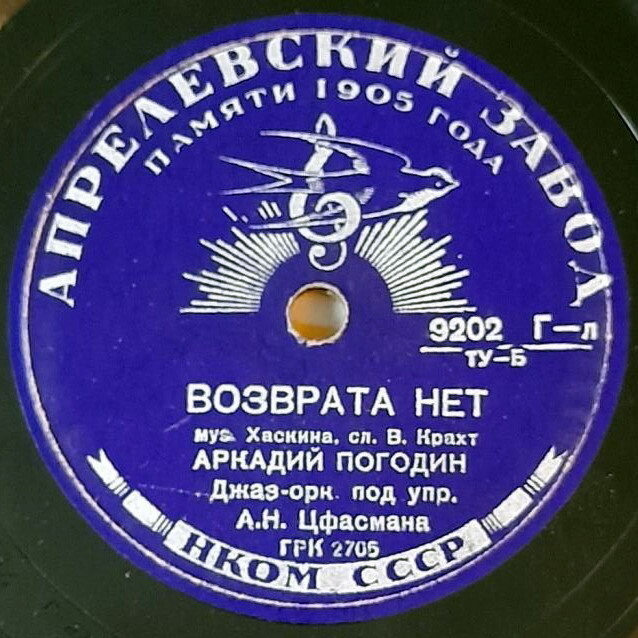 АПРЕЛЕВСКИЙ ЗАВОД
ПАМЯТИ 1905 ГОДА
9202 Г-л
ТУ-Б
ВОЗВРАТА НЕТ
муз. Хаскина, сл. В. Крахт
АРКАДИЙ ПОГОДИН
Джаз-орк. под упр.
А.Н. Цфасмана
ГРК 2705
НКОМ СССР